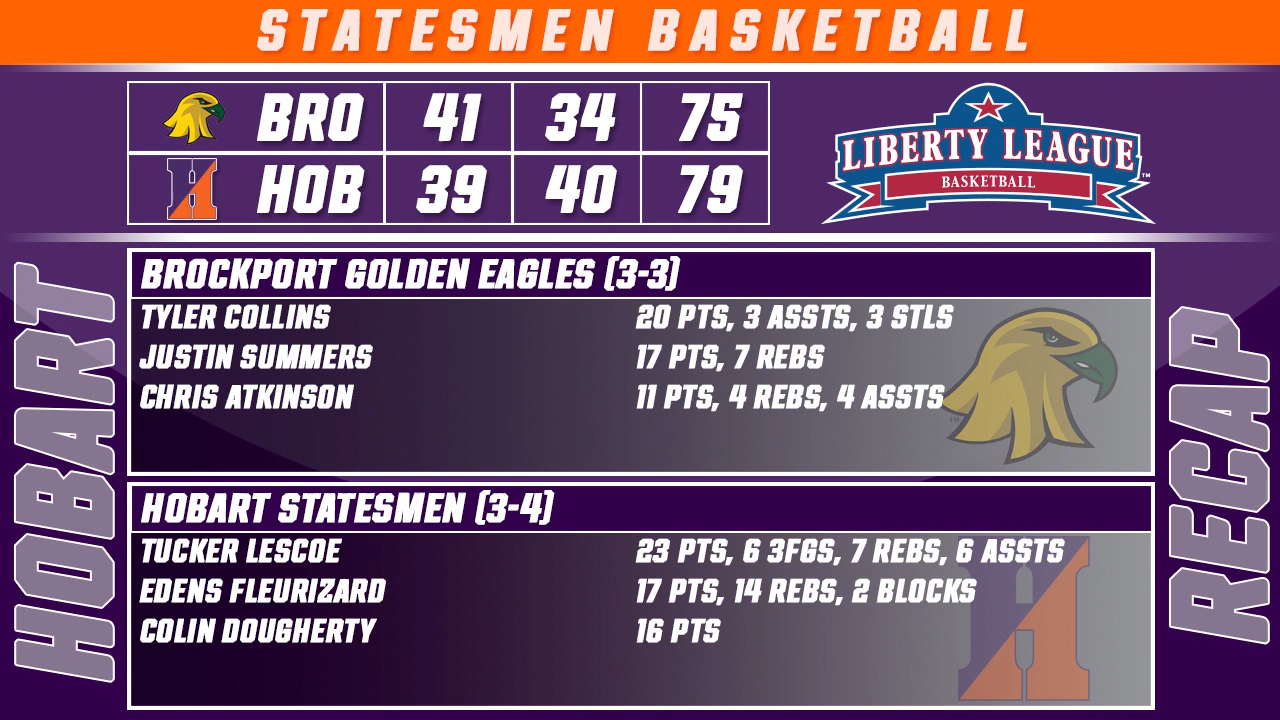 STATESMEN BASKETBALL
BRO 41 34 75
HOB 39 40 79
LIBERTY LEAGUE™
BASKETBALL
HOBART
BROCKPORT GOLDEN EAGLES (3-3)
TYLER COLLINS 20 PTS, 3 ASSTS, 3 STLS
JUSTIN SUMMERS 17 PTS, 7 REBS
CHRIS ATKINSON 11 PTS, 4 REBS, 4 ASSTS
TM
HOBART STATESMEN (3-4)
TUCKER LESCOE 23 PTS, 6 3FGS, 7 REBS, 6 ASSTS
EDENS FLEURIZARD 17 PTS, 14 REBS, 2 BLOCKS
COLIN DOUGHERTY 16 PTS
H
RECAP